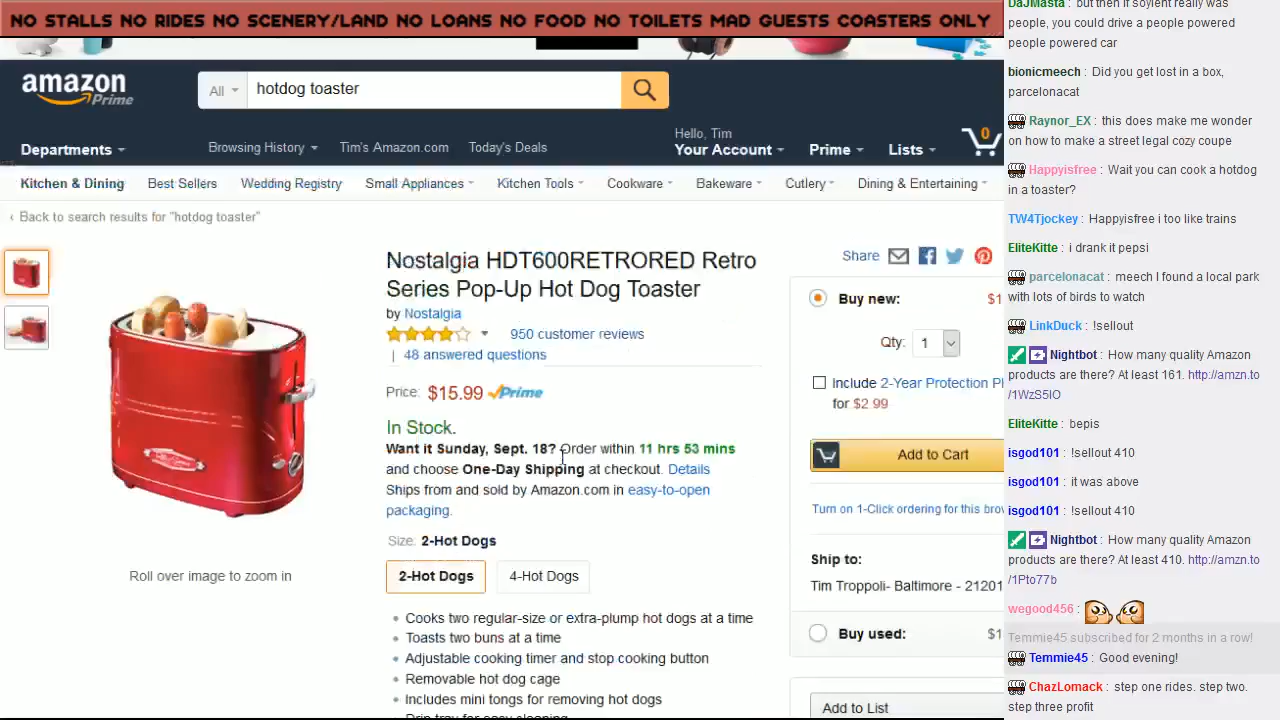 NO STALLS NO RIDES NO SCENERY/LAND NO LOANS NO FOOD NO TOILETS MAD GUESTS COASTERS ONLY
amazon
Prime
All
hotdog toaster
Departments
Browsing History
Tim's Amazon.com
Today's Deals
Hello, Tim
Your Account
Prime
Lists
0
Kitchen & Dining
Best Sellers
Wedding Registry
Small Appliances
Kitchen Tools
Cookware
Bakeware
Cutlery
Dining & Entertaining
‹ Back to search results for "hotdog toaster"
Nostalgia HDT600RETRORED Retro
Series Pop-Up Hot Dog Toaster
by Nostalgia
950 customer reviews
| 48 answered questions
Price: $15.99 Prime
In Stock.
Want it Sunday, Sept. 18? Order within 11 hrs 53 mins
and choose One-Day Shipping at checkout. Details
Ships from and sold by Amazon.com in easy-to-open
packaging.
Size: 2-Hot Dogs
2-Hot Dogs
4-Hot Dogs
• Cooks two regular-size or extra-plump hot dogs at a time
• Toasts two buns at a time
• Adjustable cooking timer and stop cooking button
• Removable hot dog cage
• Includes mini tongs for removing hot dogs
• Drip tray for easy cleaning
Roll over image to zoom in
Share
Buy new:
$1
Qty: 1
Include 2-Year Protection Pl
for $2.99
Add to Cart
Turn on 1-Click ordering for this brow
Ship to:
Tim Troppoli- Baltimore - 21201
Buy used:
$1
Add to List
DaJMasta : but then if soylent really was
people, you could drive a people powered
people powered car
bionicmeech : Did you get lost in a box,
parcelonacat
Raynor_EX : this does make me wonder
on how to make a street legal cozy coupe
Happyisfree : Wait you can cook a hotdog
in a toaster?
TW4Tjockey : Happyisfree i too like trains
EliteKitte : i drank it pepsi
parcelonacat : meech I found a local park
with lots of birds to watch
LinkDuck : !sellout
Nightbot : How many quality Amazon
products are there? At least 161. http://amzn.to
/1WzS5IO
EliteKitte : bepis
isgod101 : !sellout 410
isgod101 : it was above
isgod101 : !sellout 410
Nightbot : How many quality Amazon
products are there? At least 410. http://amzn.to
/1Pto77b
wegood456 :
Temmie45 subscribed for 2 months in a row!
Temmie45 : Good evening!
ChazLomack : step one rides. step two.
step three profit